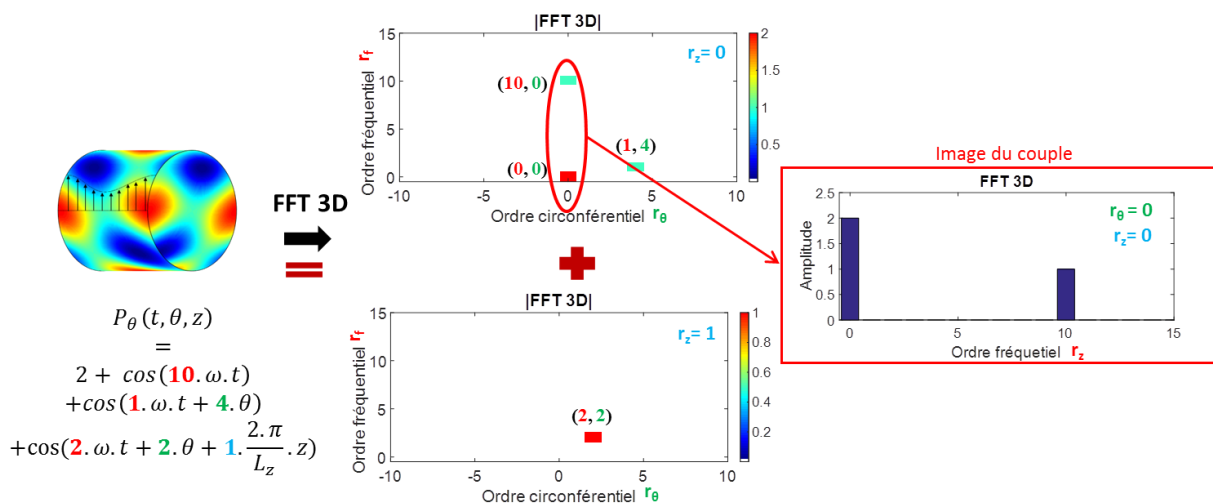 |FFT 3D|
r_z= 0
Ordre fréquentiel r_f
15
10
5
0
(10, 0)
(1, 4)
(0, 0)
-10 -5 0 5 10
Ordre circonférentiel r_θ
2
1.5
1
0.5
FFT 3D
=
P_θ(t, θ, z)
=
2 + cos(10. ω. t)
+cos(1. ω. t + 4. θ)
+cos(2. ω. t + 2. θ + 1. 2. π / L_z . z)
|FFT 3D|
r_z= 1
Ordre fréquentiel r_f
15
10
5
0
(2, 2)
-10 -5 0 5 10
Ordre circonférentiel r_θ
1
0.8
0.6
0.4
0.2
Image du couple
FFT 3D
r_θ = 0
r_z= 0
Amplitude
2.5
2
1.5
1
0.5
0
0 5 10 15
Ordre fréquetiel r_z